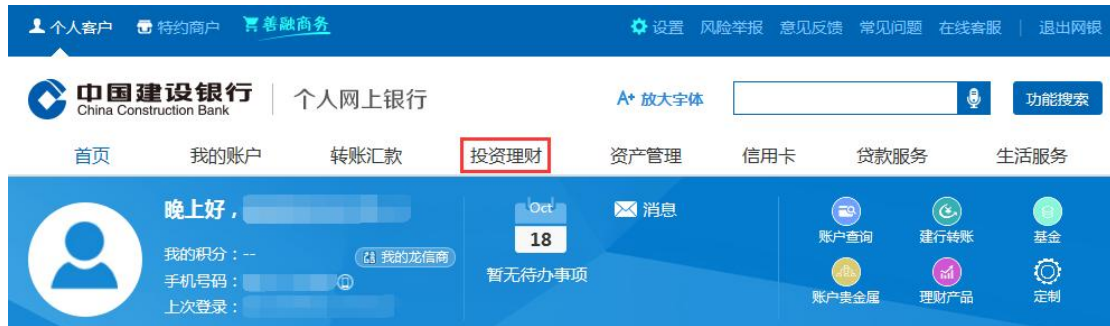 个人客户 特约商户 善融商务 设置 风险举报 意见反馈 常见问题 在线客服 | 退出网银
中国建设银行 个人网上银行 A+ 放大字体 功能搜索
China Construction Bank
首页 我的账户 转账汇款 投资理财 资产管理 信用卡 贷款服务 生活服务
晚上好， Oct 消息
18 账户查询 建行转账 基金
我的积分：-- 我的龙信商
暂无待办事项
手机号码：
上次登录： 账户贵金属 理财产品 定制